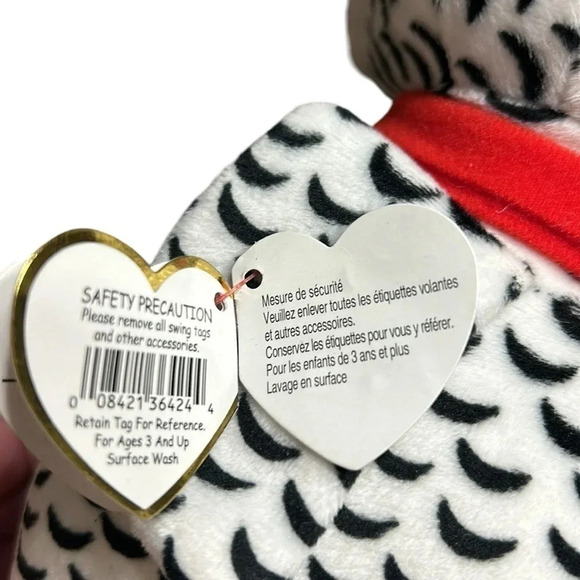 SAFETY PRECAUTION
Please remove all swing tags
and other accessories.
0 08421 36424 4
Retain Tag For Reference.
For Ages 3 And Up
Surface Wash
Mesure de sécurité
Veuillez enlever toutes les étiquettes volantes
et autres accessoires.
Conservez les étiquettes pour vous y référer.
Pour les enfants de 3 ans et plus
Lavage en surface